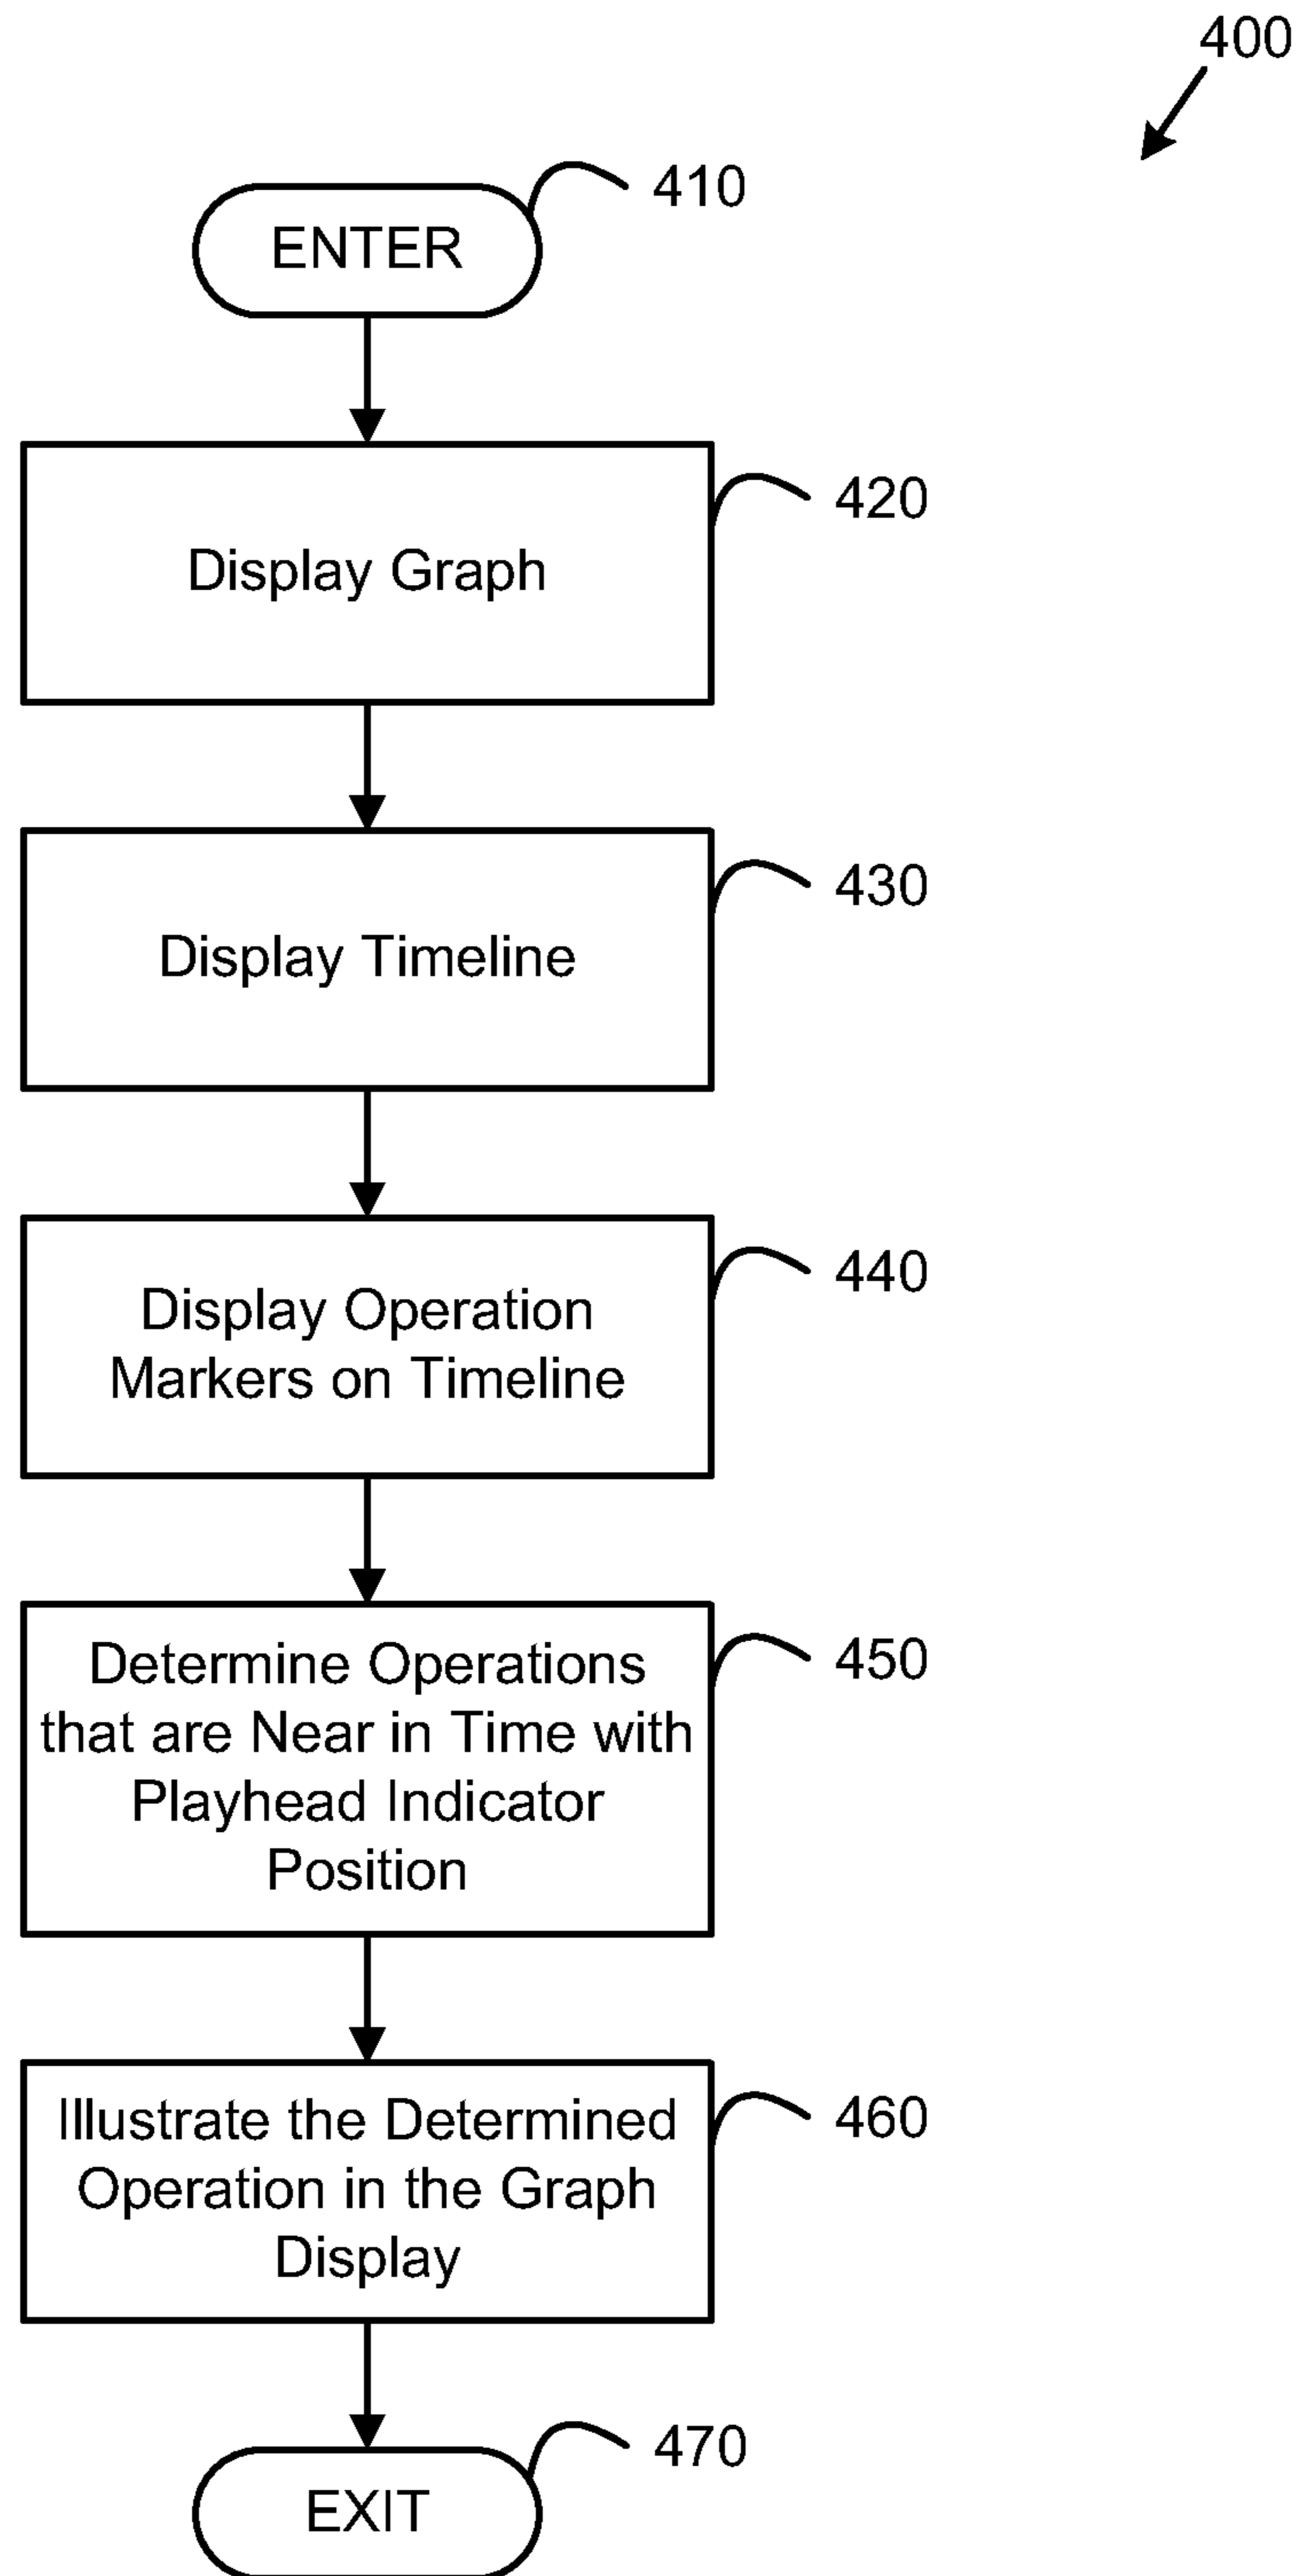 400
410
ENTER
420
Display Graph
430
Display Timeline
440
Display Operation
Markers on Timeline
450
Determine Operations
that are Near in Time with
Playhead Indicator
Position
460
Illustrate the Determined
Operation in the Graph
Display
470
EXIT